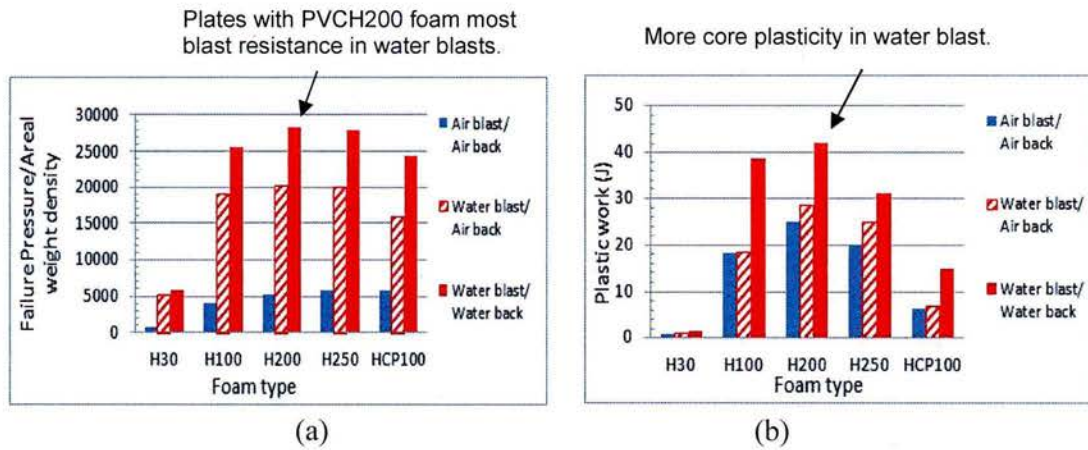 Plates with PVCH200 foam most
blast resistance in water blasts.
Failure Pressure/Areal
weight density
30000
25000
20000
15000
10000
5000
0
H30 H100 H200 H250 HCP100
Foam type
Air blast/
Air back
Water blast/
Air back
Water blast/
Water back
(a)
More core plasticity in water blast.
Plastic work (J)
50
40
30
20
10
0
H30 H100 H200 H250 HCP100
Foam type
Air blast/
Air back
Water blast/
Air back
Water blast/
Water back
(b)